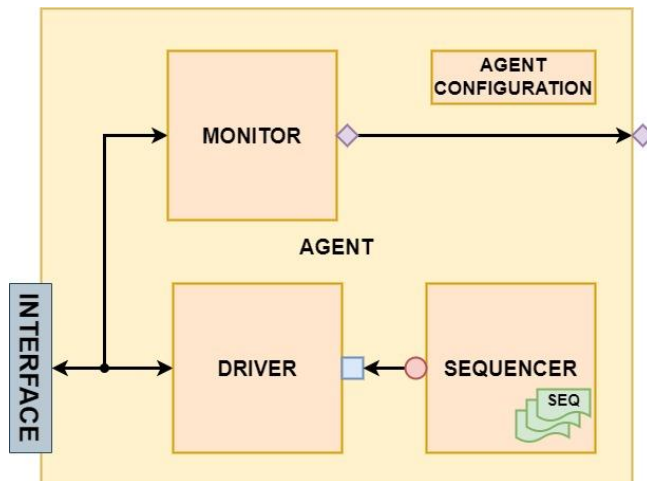 AGENT
CONFIGURATION
MONITOR
AGENT
INTERFACE
DRIVER
SEQUENCER
SEQ